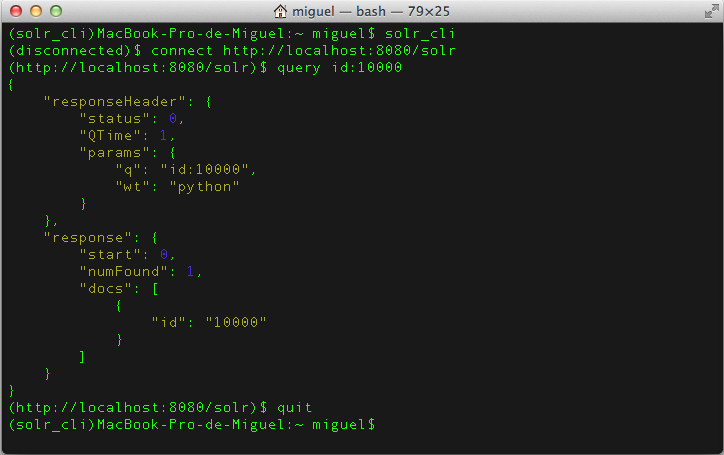 miguel — bash — 79×25
(solr_cli)MacBook-Pro-de-Miguel:~ miguel$ solr_cli
(disconnected)$ connect http://localhost:8080/solr
(http://localhost:8080/solr)$ query id:10000
{
    "responseHeader": {
        "status": 0,
        "QTime": 1,
        "params": {
            "q": "id:10000",
            "wt": "python"
        }
    },
    "response": {
        "start": 0,
        "numFound": 1,
        "docs": [
            {
                "id": "10000"
            }
        ]
    }
}
(http://localhost:8080/solr)$ quit
(solr_cli)MacBook-Pro-de-Miguel:~ miguel$